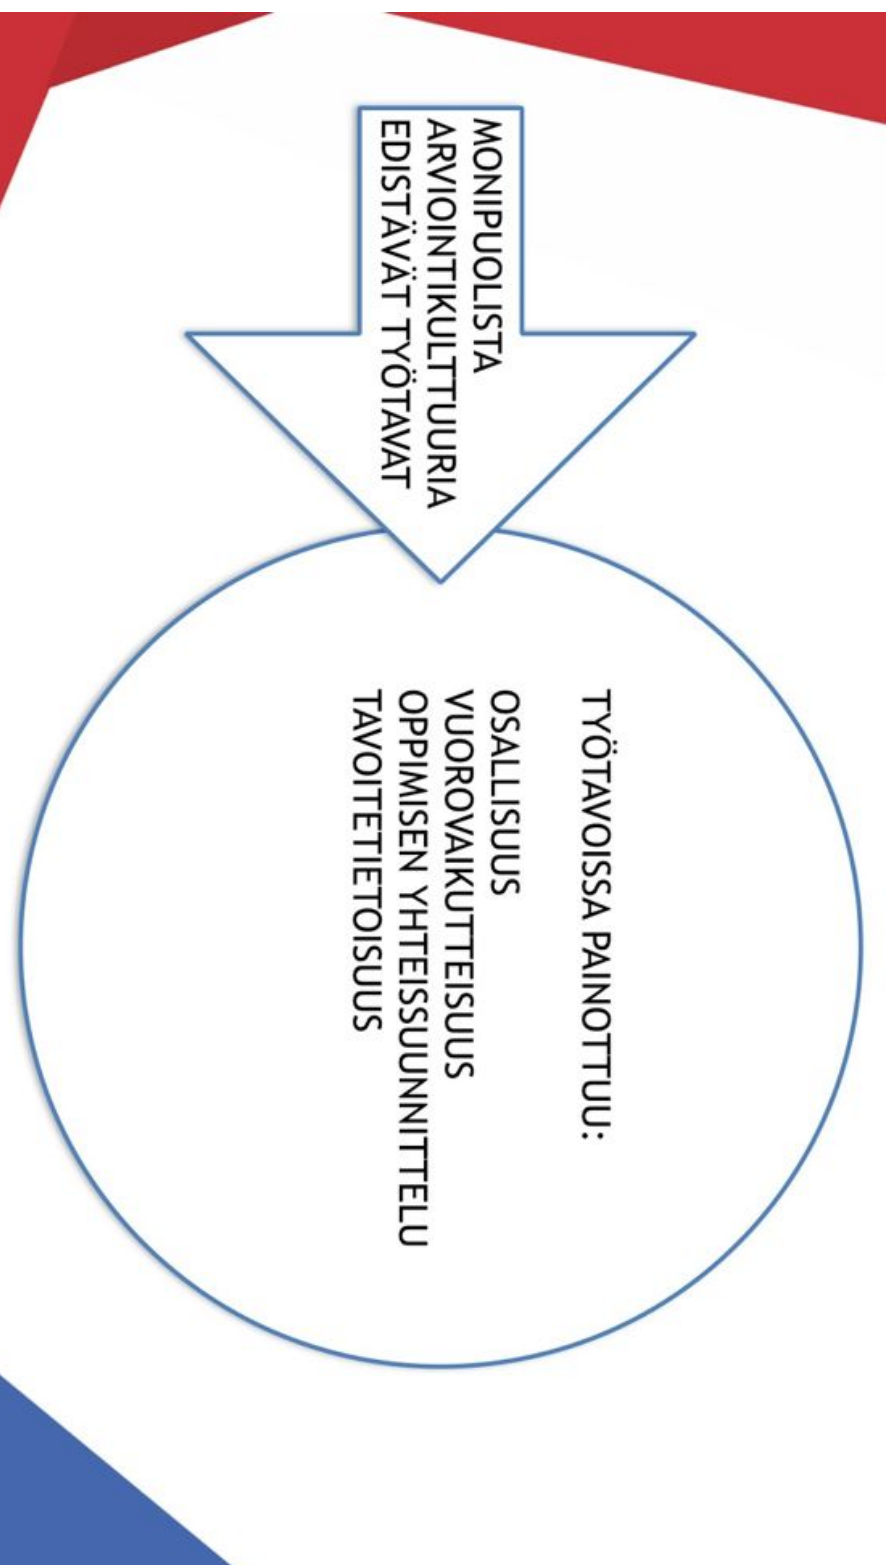 MONIPUOLISTA
ARVIOINTIKULTTUURIA
EDISTÄVÄT TYÖTAVAT
TYÖTAVOISSA PAINOTTUU:
OSALLISUUS
VUOROVAIKUTTEISUUS
OPPIMISEN YHTEISSUUNNITTELU
TAVOITETIETOISUUS